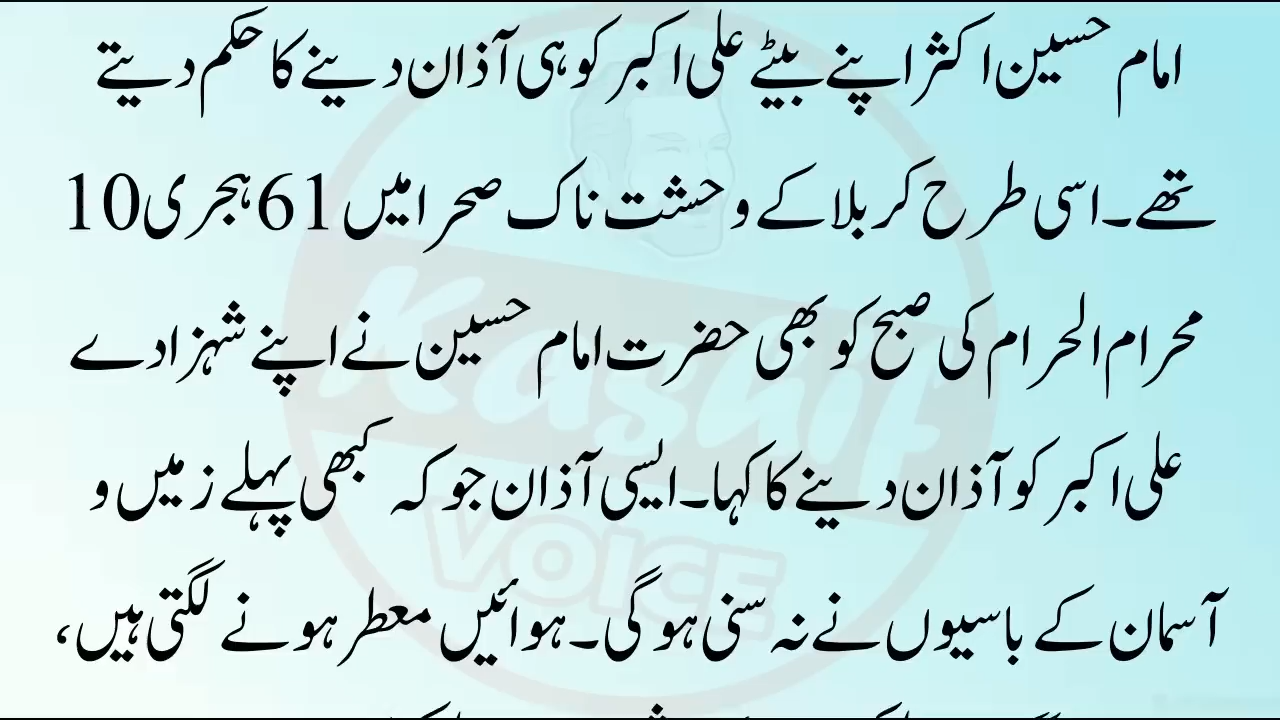 امام حسین اکثر اپنے بیٹے علی اکبر کو ہی آذان دینے کا حکم دیتے
تھے۔اسی طرح کربلا کے وحشت ناک صحرا میں 61 ہجری 10
محرام الحرام کی صبح کو بھی حضرت امام حسین نے اپنے شہزادے
علی اکبر کو آذان دینے کا کہا۔ایسی آذان جو کہ کبھی پہلے زمیں و
آسمان کے باسیوں نے نہ سنی ہو گی۔ہوائیں معطر ہونے لگتی ہیں،
Kashif
VOICE